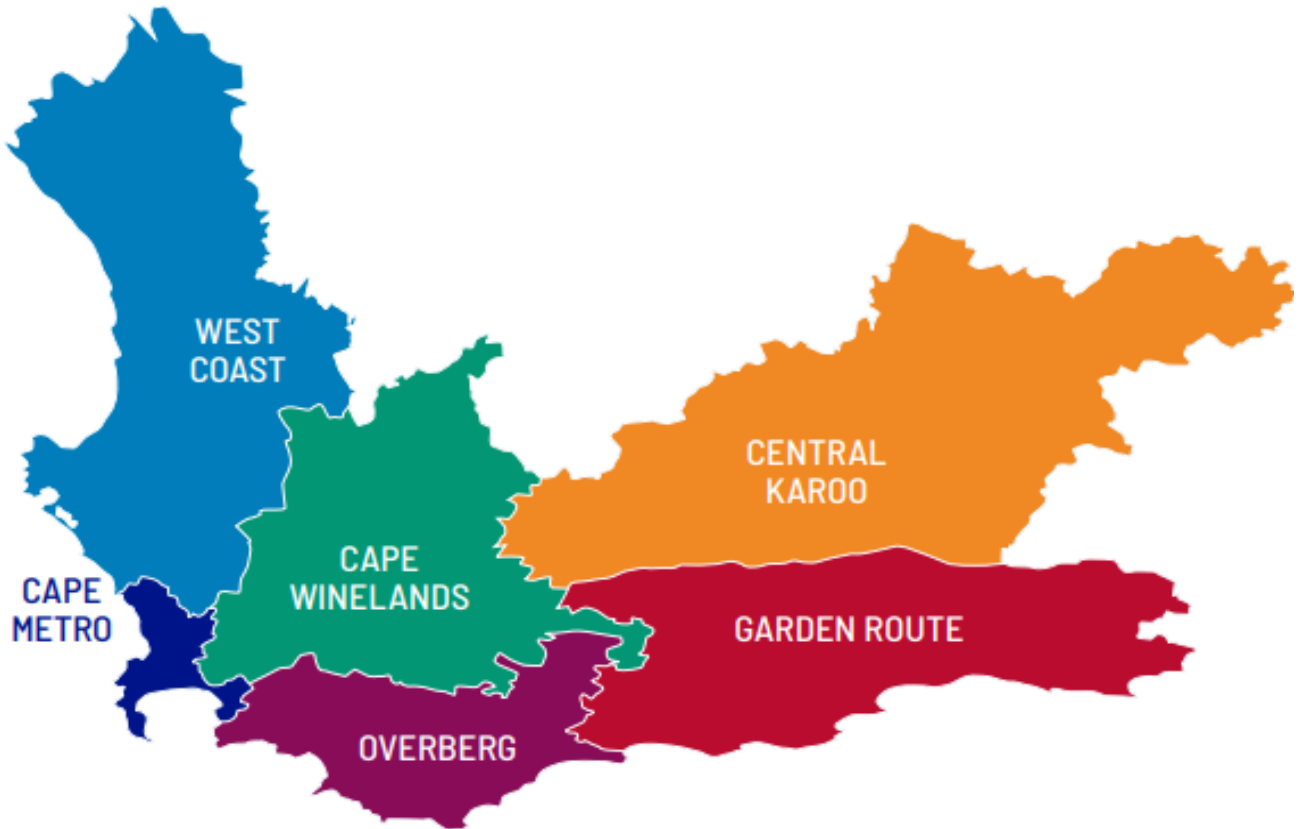 WEST
COAST
CENTRAL
KAROO
CAPE
WINELANDS
CAPE
METRO
GARDEN ROUTE
OVERBERG